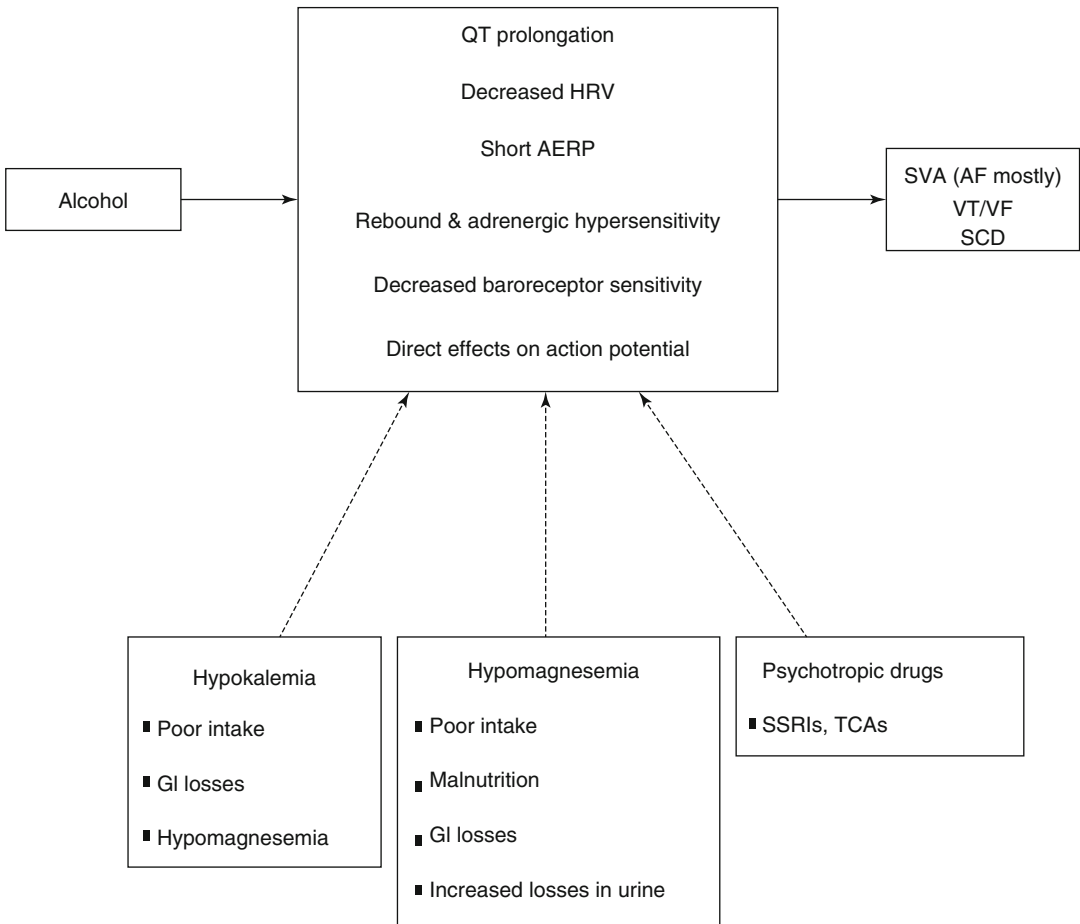 QT prolongation
Decreased HRV
Short AERP
Rebound & adrenergic hypersensitivity
Decreased baroreceptor sensitivity
Direct effects on action potential
Alcohol
SVA (AF mostly)
VT/VF
SCD
Hypokalemia
Poor intake
GI losses
Hypomagnesemia
Hypomagnesemia
Poor intake
Malnutrition
GI losses
Increased losses in urine
Psychotropic drugs
SSRIs, TCAs